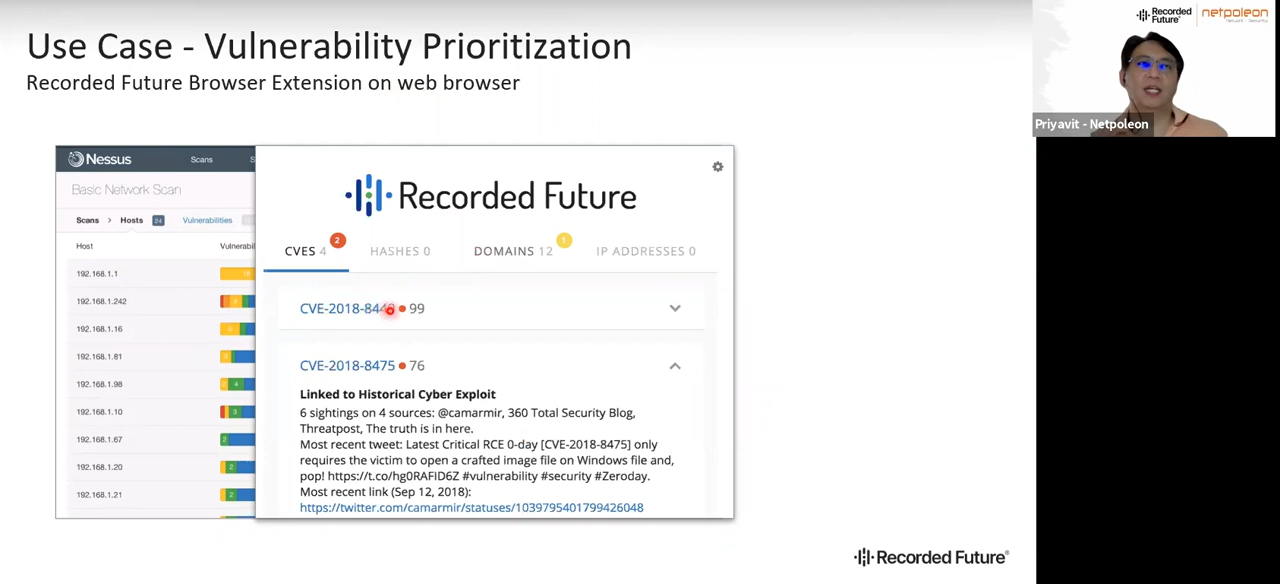 Use Case - Vulnerability Prioritization
Recorded Future Browser Extension on web browser
Recorded Future®
netpoleon
Priyavit - Netpoleon
Nessus
Scans
S
Basic Network Scan
Scans > Hosts 24 Vulnerabilities
Host
Vulnerabil
192.168.1.1
192.168.1.242
192.168.1.16
192.168.1.81
192.168.1.98
4
192.168.1.10
3
192.168.1.67
2
192.168.1.20
2
192.168.1.21
2
Recorded Future
CVES 4 2
HASHES 0
DOMAINS 12 1
IP ADDRESSES 0
99
CVE-2018-8475 76
Linked to Historical Cyber Exploit
6 sightings on 4 sources: @camarmir, 360 Total Security Blog,
Threatpost, The truth is in here.
Most recent tweet: Latest Critical RCE 0-day [CVE-2018-8475] only
requires the victim to open a crafted image file on Windows file and,
pop! https://t.co/hg0RAFID6Z #vulnerability #security #Zeroday.
Most recent link (Sep 12, 2018):
https://twitter.com/camarmir/statuses/1039795401799426048
Recorded Future®